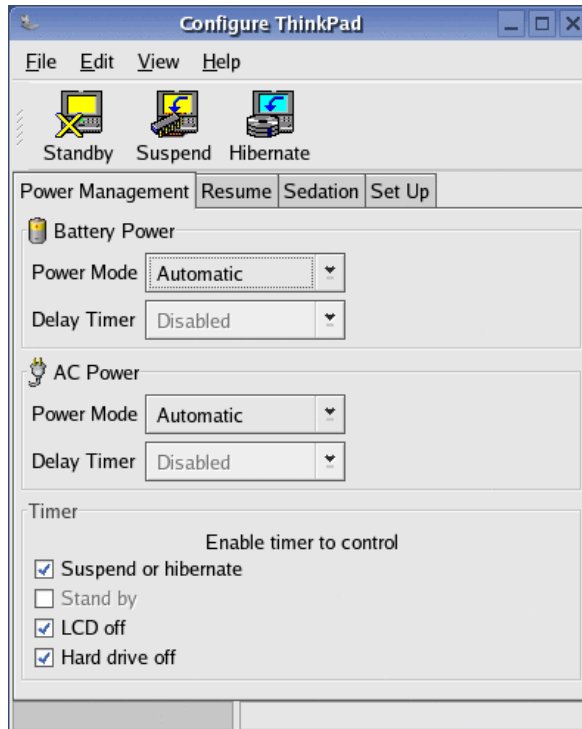 Configure ThinkPad
File Edit View Help
Standby Suspend Hibernate
Power Management Resume Sedation Set Up
Battery Power
Power Mode Automatic
Delay Timer Disabled
AC Power
Power Mode Automatic
Delay Timer Disabled
Timer
Enable timer to control
Suspend or hibernate
Stand by
LCD off
Hard drive off